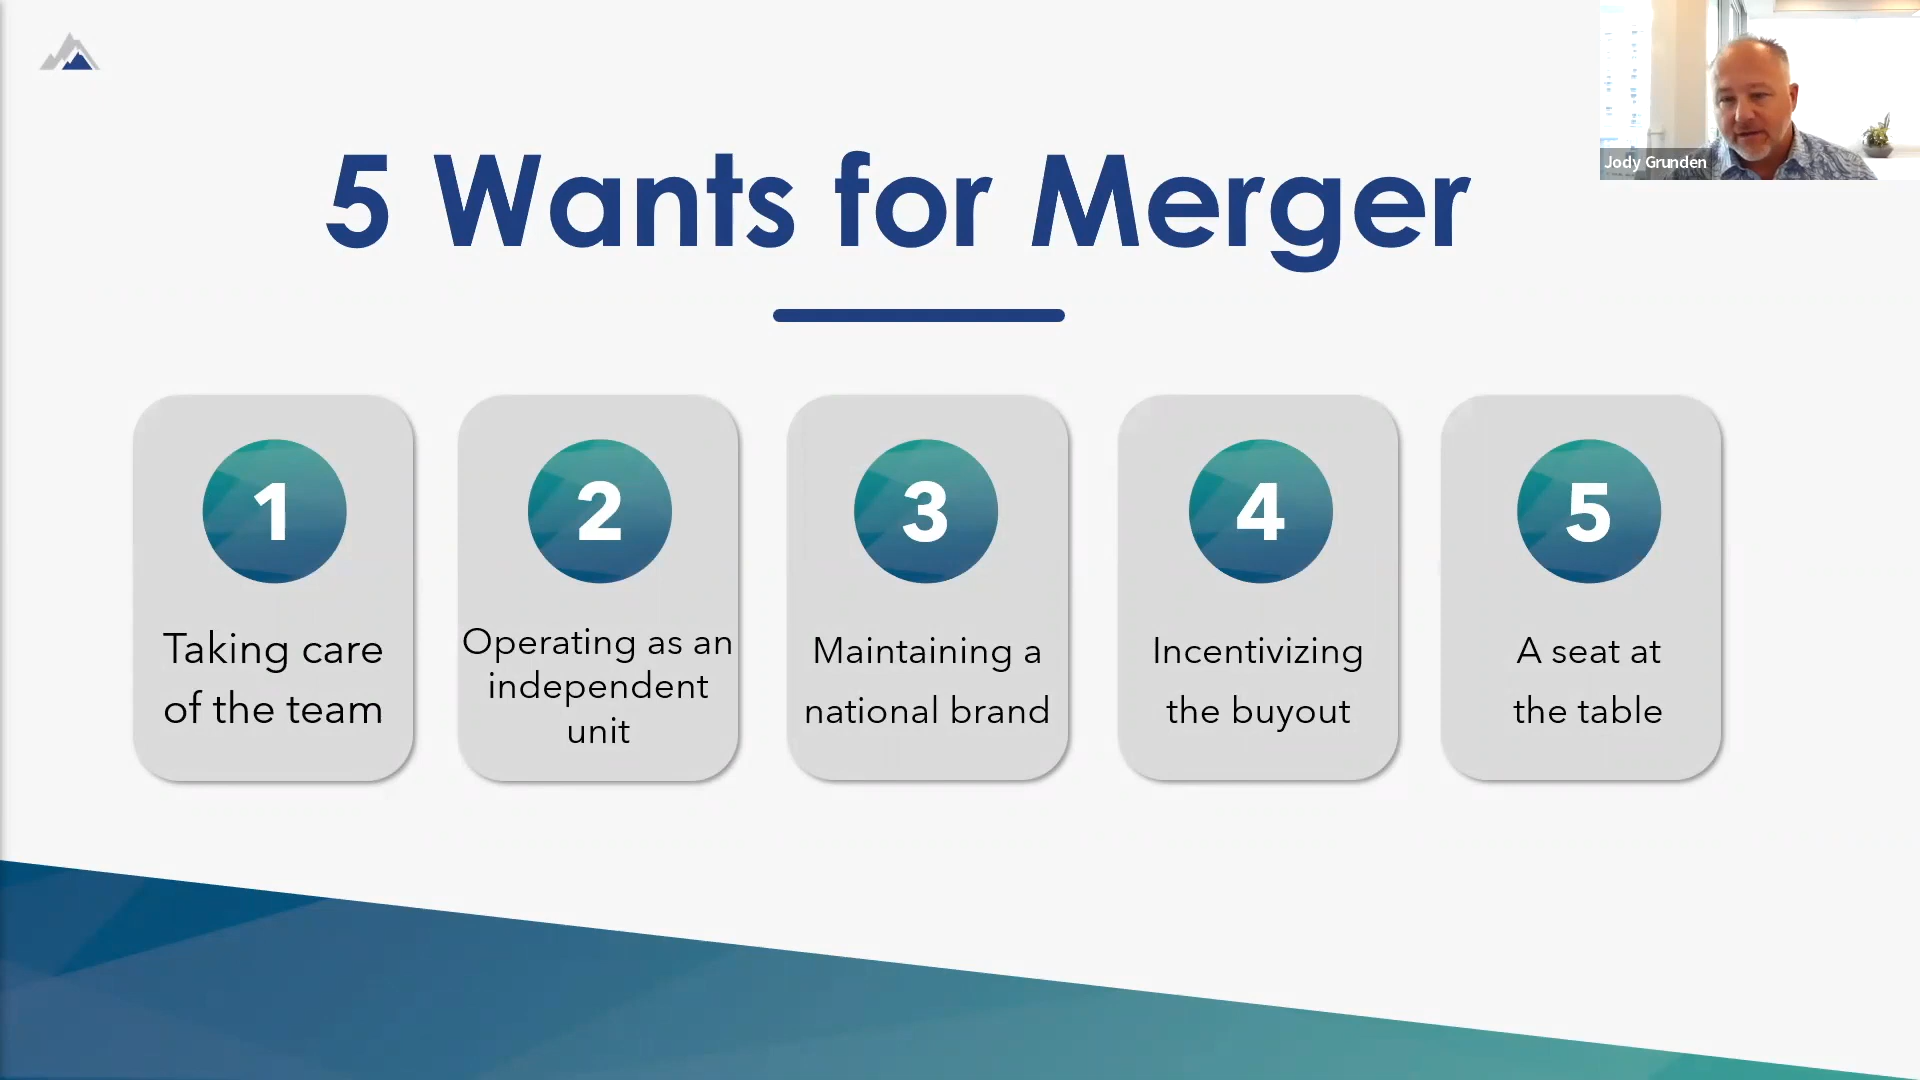 5 Wants for Merger
Jody Grunden
1
Taking care
of the team
2
Operating as an
independent
unit
3
Maintaining a
national brand
4
Incentivizing
the buyout
5
A seat at
the table